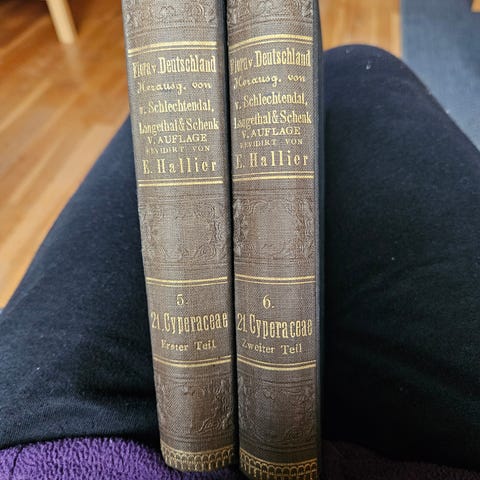 Flora v. Deutschland
Herausg. von
v. Schlechtendal,
Langethal & Schenk
V. AUFLAGE
REVIDIRT VON
E. Hallier
5.
21. Cyperaceae
Erster Teil
Flora v. Deutschland
Herausg. von
v. Schlechtendal,
Langethal & Schenk
V. AUFLAGE
REVIDIRT VON
E. Hallier
6.
21. Cyperaceae
Zweiter Teil